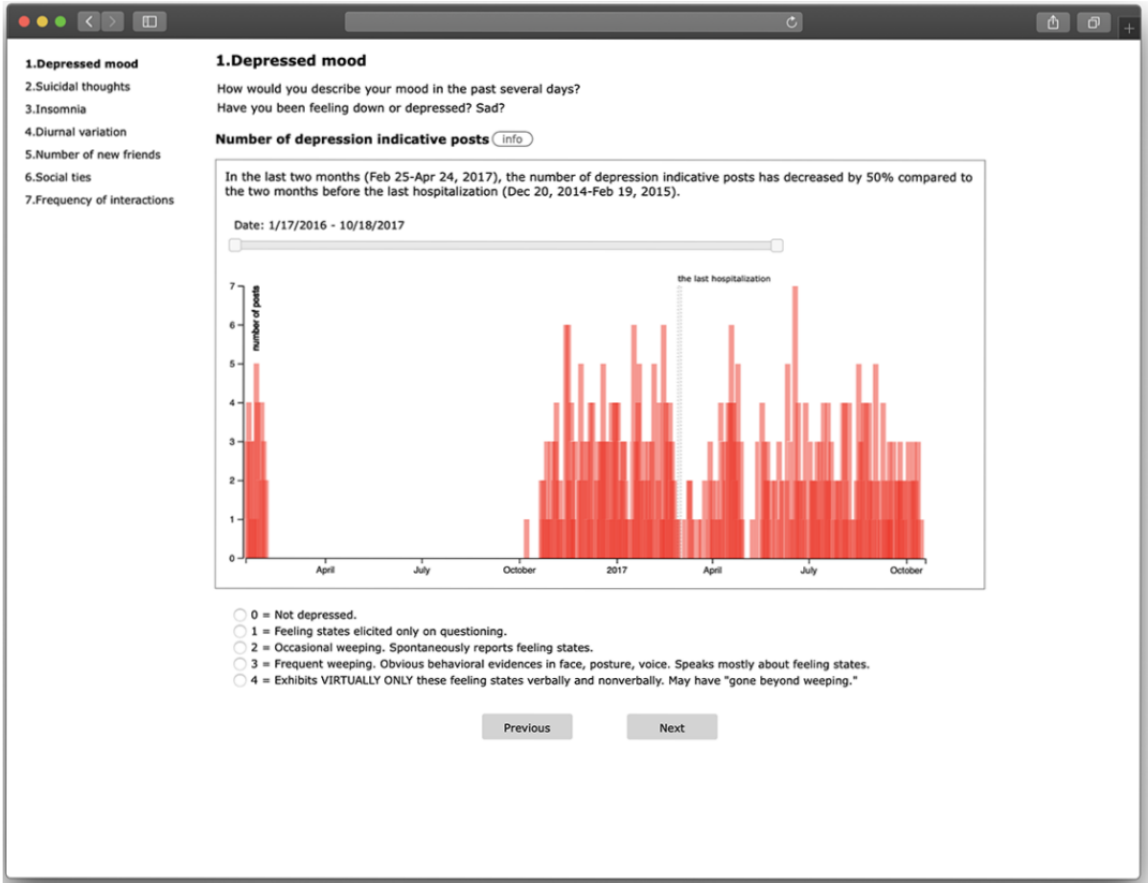 1.Depressed mood
2.Suicidal thoughts
3.Insomnia
4.Diurnal variation
5.Number of new friends
6.Social ties
7.Frequency of interactions
1.Depressed mood
How would you describe your mood in the past several days?
Have you been feeling down or depressed? Sad?
Number of depression indicative posts info
In the last two months (Feb 25-Apr 24, 2017), the number of depression indicative posts has decreased by 50% compared to
the two months before the last hospitalization (Dec 20, 2014-Feb 19, 2015).
Date: 1/17/2016 - 10/18/2017
the last hospitalization
number of posts
7
6
5
4
3
2
1
0
April July October 2017 April July October
0 = Not depressed.
1 = Feeling states elicited only on questioning.
2 = Occasional weeping. Spontaneously reports feeling states.
3 = Frequent weeping. Obvious behavioral evidences in face, posture, voice. Speaks mostly about feeling states.
4 = Exhibits VIRTUALLY ONLY these feeling states verbally and nonverbally. May have "gone beyond weeping."
Previous Next